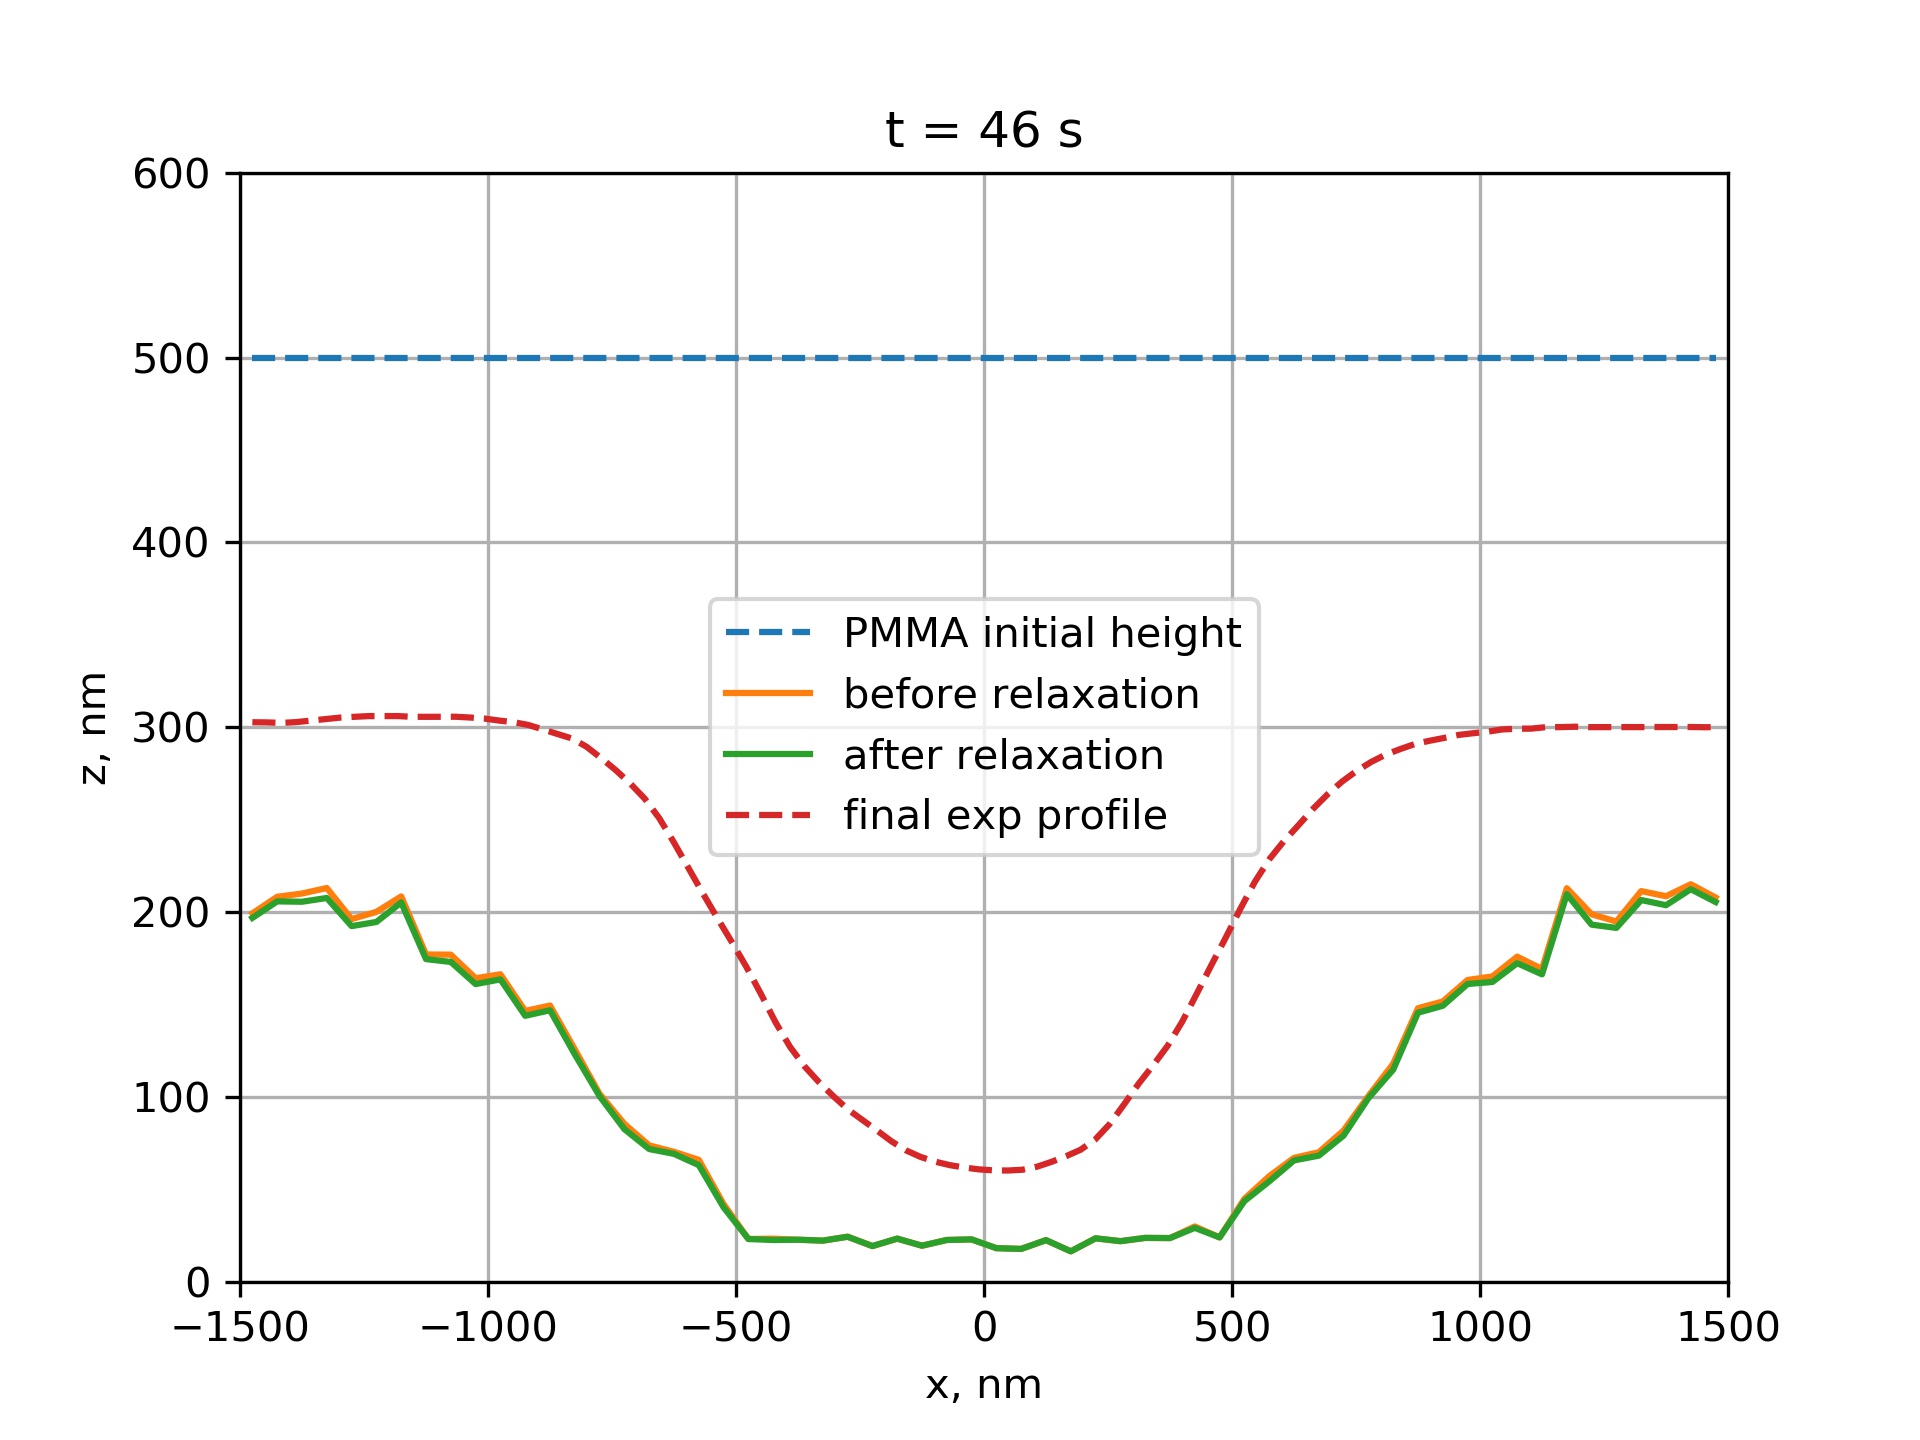 t = 46 s
600
500
400
300
200
100
0
z, nm
PMMA initial height
before relaxation
after relaxation
final exp profile
−1500 −1000 −500 0 500 1000 1500
x, nm